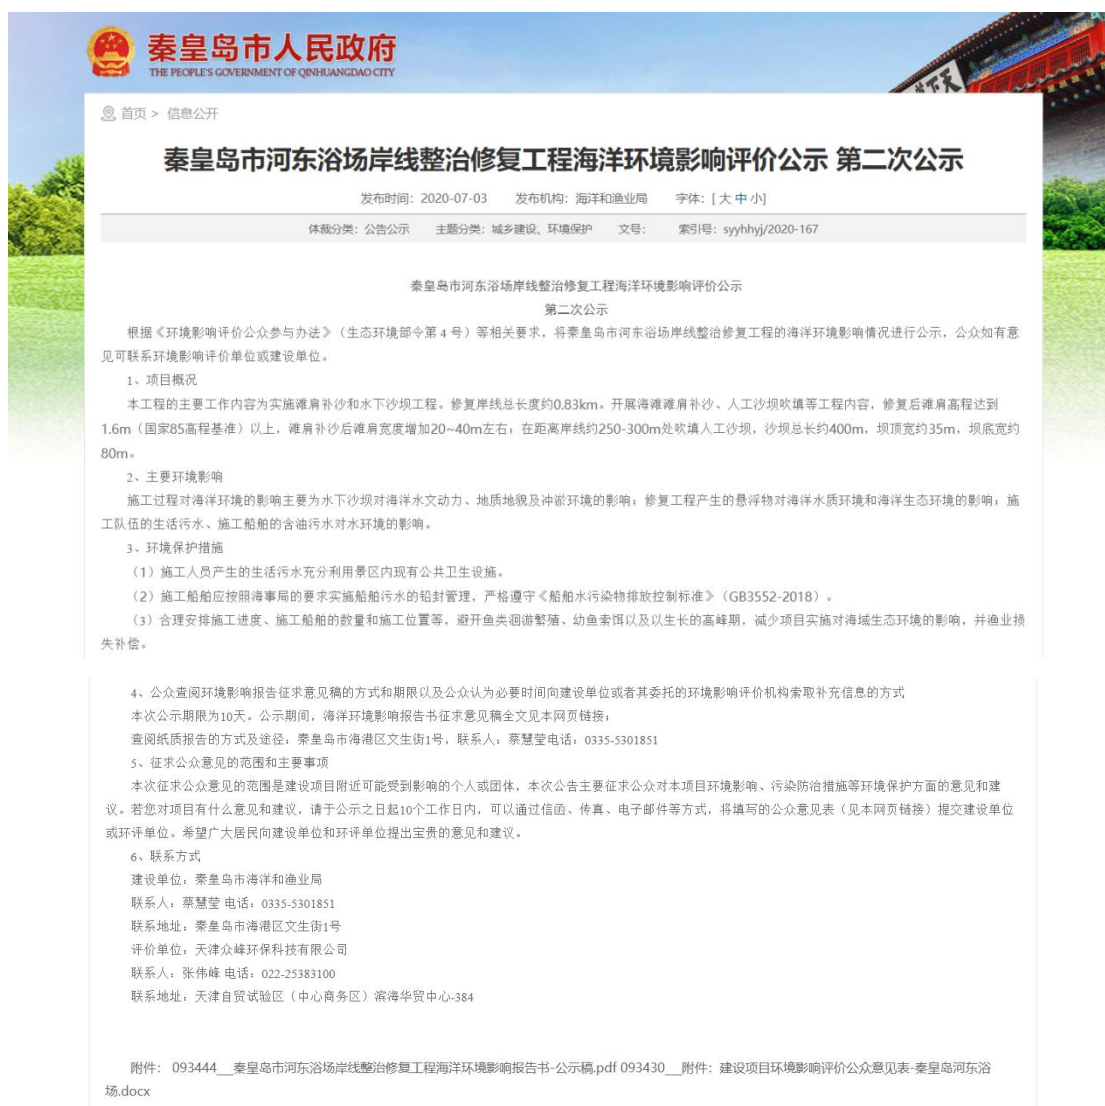 秦皇岛市人民政府
THE PEOPLE'S GOVERNMENT OF QINHUANGDAO CITY
首页 > 信息公开
秦皇岛市河东浴场岸线整治修复工程海洋环境影响评价公示 第二次公示
发布时间：2020-07-03 发布机构：海洋和渔业局 字体：[ 大 中 小]
体裁分类：公告公示 主题分类：城乡建设、环境保护 文号： 索引号：syyhhyj/2020-167
秦皇岛市河东浴场岸线整治修复工程海洋环境影响评价公示
第二次公示
根据《环境影响评价公众参与办法》（生态环境部令第 4 号）等相关要求，将秦皇岛市河东浴场岸线整治修复工程的海洋环境影响情况进行公示，公众如有意
见可联系环境影响评价单位或建设单位。
1、项目概况
本工程的主要工作内容为实施滩肩补沙和水下沙坝工程。修复岸线总长度约0.83km。开展海滩滩肩补沙、人工沙坝吹填等工程内容，修复后滩肩高程达到
1.6m（国家85高程基准）以上，滩肩补沙后滩肩宽度增加20~40m左右；在距离岸线约250-300m处吹填人工沙坝，沙坝总长约400m，坝顶宽约35m，坝底宽约
80m。
2、主要环境影响
施工过程对海洋环境的影响主要为水下沙坝对海洋水文动力、地质地貌及冲淤环境的影响；修复工程产生的悬浮物对海洋水质环境和海洋生态环境的影响；施
工队伍的生活污水、施工船舶的含油污水对水环境的影响。
3、环境保护措施
（1）施工人员产生的生活污水充分利用景区内现有公共卫生设施。
（2）施工船舶应按照海事局的要求实施船舶污水的铅封管理，严格遵守《船舶水污染物排放控制标准》（GB3552-2018）。
（3）合理安排施工进度、施工船舶的数量和施工位置等，避开鱼类洄游繁殖、幼鱼索饵以及以生长的高峰期，减少项目实施对海域生态环境的影响，并渔业损
失补偿。
4、公众查阅环境影响报告征求意见稿的方式和期限以及公众认为必要时间向建设单位或者其委托的环境影响评价机构索取补充信息的方式
本次公示期限为10天。公示期间，海洋环境影响报告书征求意见稿全文见本网页链接；
查阅纸质报告的方式及途径：秦皇岛市海港区文生街1号，联系人：蔡慧莹电话：0335-5301851
5、征求公众意见的范围和主要事项
本次征求公众意见的范围是建设项目附近可能受到影响的个人或团体，本次公告主要征求公众对本项目环境影响、污染防治措施等环境保护方面的意见和建
议。若您对项目有什么意见和建议，请于公示之日起10个工作日内，可以通过信函、传真、电子邮件等方式，将填写的公众意见表（见本网页链接）提交建设单位
或环评单位。希望广大居民向建设单位和环评单位提出宝贵的意见和建议。
6、联系方式
建设单位：秦皇岛市海洋和渔业局
联系人：蔡慧莹 电话：0335-5301851
联系地址：秦皇岛市海港区文生街1号
评价单位：天津众峰环保科技有限公司
联系人：张伟峰 电话：022-25383100
联系地址：天津自贸试验区（中心商务区）滨海华贸中心-384
附件： 093444__秦皇岛市河东浴场岸线整治修复工程海洋环境影响报告书-公示稿.pdf 093430__附件：建设项目环境影响评价公众意见表-秦皇岛河东浴
场.docx